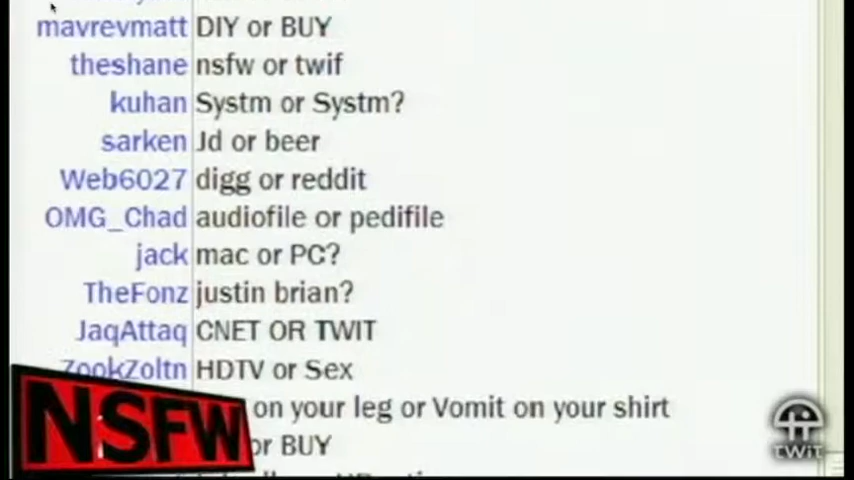 mavrevmatt DIY or BUY
theshane nsfw or twif
kuhan Systm or Systm?
sarken Jd or beer
Web6027 digg or reddit
OMG_Chad audiofile or pedifile
jack mac or PC?
TheFonz justin brian?
JaqAttaq CNET OR TWIT
ZookZoltn HDTV or Sex
on your leg or Vomit on your shirt
or BUY
NSFW
TWiT